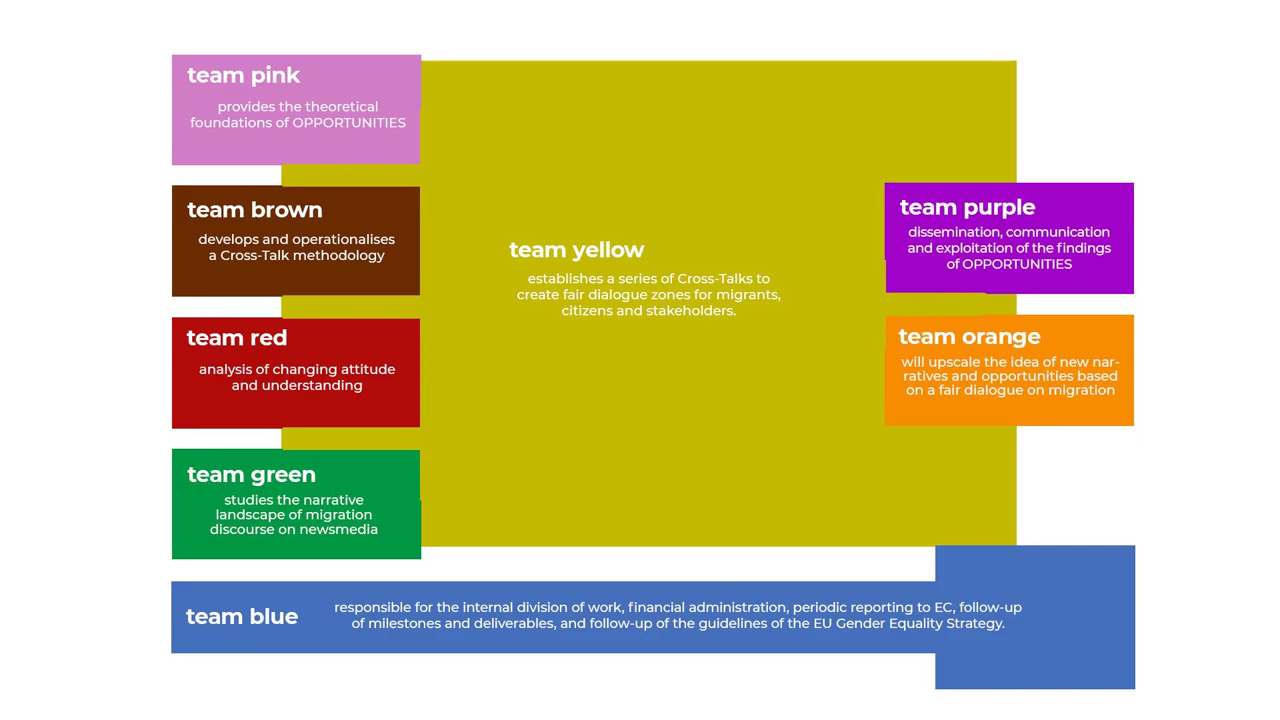 team pink
provides the theoretical
foundations of OPPORTUNITIES
team brown
develops and operationalises
a Cross-Talk methodology
team red
analysis of changing attitude
and understanding
team green
studies the narrative
landscape of migration
discourse on newsmedia
team yellow
establishes a series of Cross-Talks to
create fair dialogue zones for migrants,
citizens and stakeholders.
team purple
dissemination, communication
and exploitation of the findings
of OPPORTUNITIES
team orange
will upscale the idea of new nar-
ratives and opportunities based
on a fair dialogue on migration
team blue
responsible for the internal division of work, financial administration, periodic reporting to EC, follow-up
of milestones and deliverables, and follow-up of the guidelines of the EU Gender Equality Strategy.